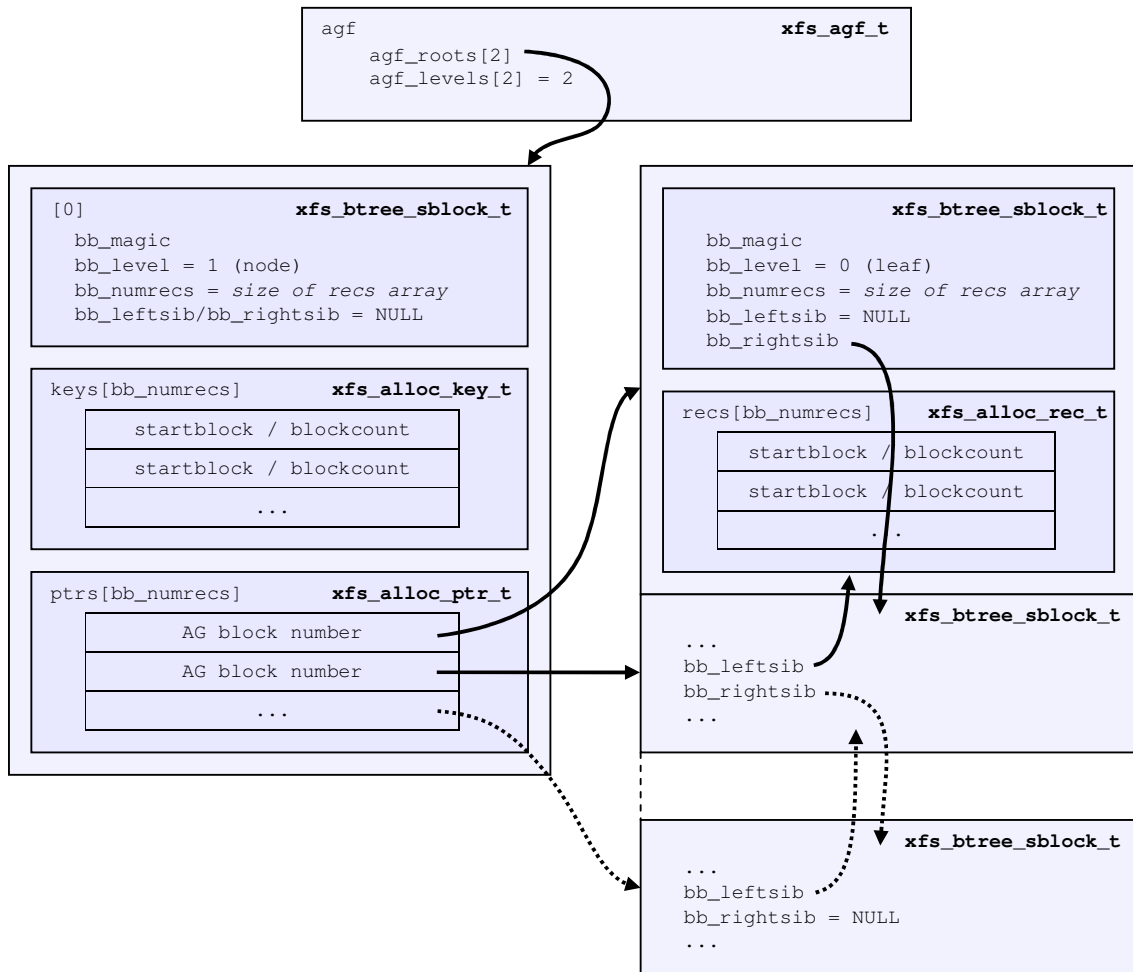 agf xfs_agf_t
agf_roots[2]
agf_levels[2] = 2
[0] xfs_btree_sblock_t
bb_magic
bb_level = 1 (node)
bb_numrecs = size of recs array
bb_leftsib/bb_rightsib = NULL
keys[bb_numrecs] xfs_alloc_key_t
startblock / blockcount
startblock / blockcount
...
ptrs[bb_numrecs] xfs_alloc_ptr_t
AG block number
AG block number
...
xfs_btree_sblock_t
bb_magic
bb_level = 0 (leaf)
bb_numrecs = size of recs array
bb_leftsib = NULL
bb_rightsib
recs[bb_numrecs] xfs_alloc_rec_t
startblock / blockcount
startblock / blockcount
...
xfs_btree_sblock_t
...
bb_leftsib
bb_rightsib
...
xfs_btree_sblock_t
...
bb_leftsib
bb_rightsib = NULL
...